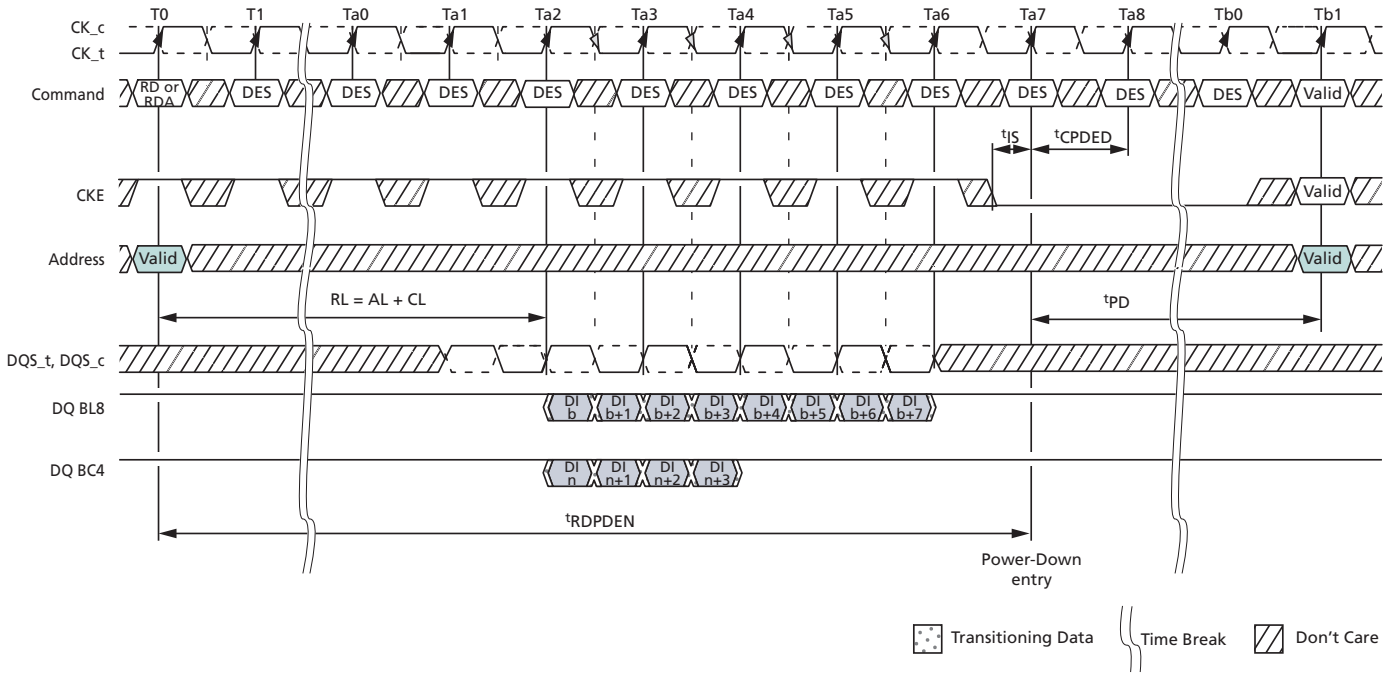 T0 T1 Ta0 Ta1 Ta2 Ta3 Ta4 Ta5 Ta6 Ta7 Ta8 Tb0 Tb1
CK_c
CK_t
Command RD or RDA DES DES DES DES DES DES DES DES DES DES DES Valid
tIS tCPDED
CKE Valid
Address Valid Valid
RL = AL + CL tPD
DQS_t, DQS_c
DQ BL8 DI b DI b+1 DI b+2 DI b+3 DI b+4 DI b+5 DI b+6 DI b+7
DQ BC4 DI n DI n+1 DI n+2 DI n+3
tRDPDEN
Power-Down
entry
Transitioning Data Time Break Don't Care